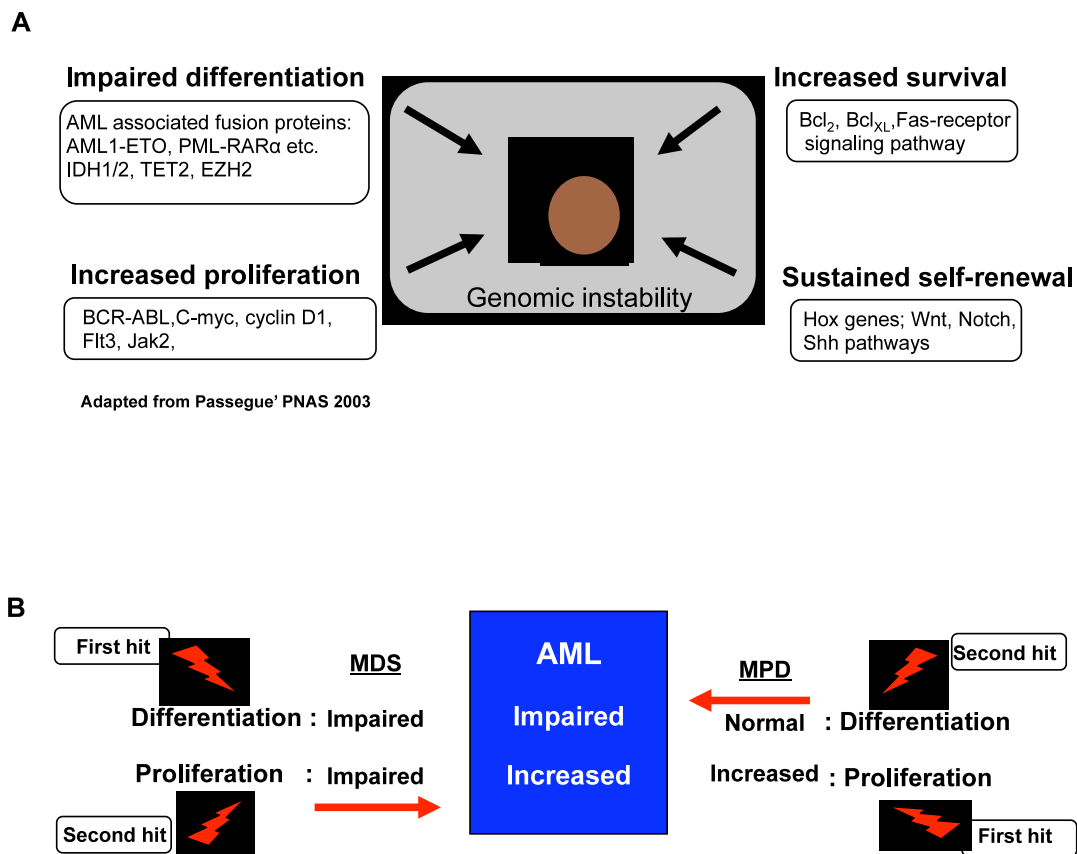 A
Impaired differentiation
AML associated fusion proteins:
AML1-ETO, PML-RARα etc.
IDH1/2, TET2, EZH2
Increased survival
Bcl2, BclXL,Fas-receptor
signaling pathway
Increased proliferation
BCR-ABL,C-myc, cyclin D1,
Flt3, Jak2,
Genomic instability
Sustained self-renewal
Hox genes; Wnt, Notch,
Shh pathways
Adapted from Passegue’ PNAS 2003
B
First hit
MDS
Differentiation : Impaired
Proliferation : Impaired
Second hit
AML
Impaired
Increased
MPD
Second hit
Normal : Differentiation
Increased : Proliferation
First hit